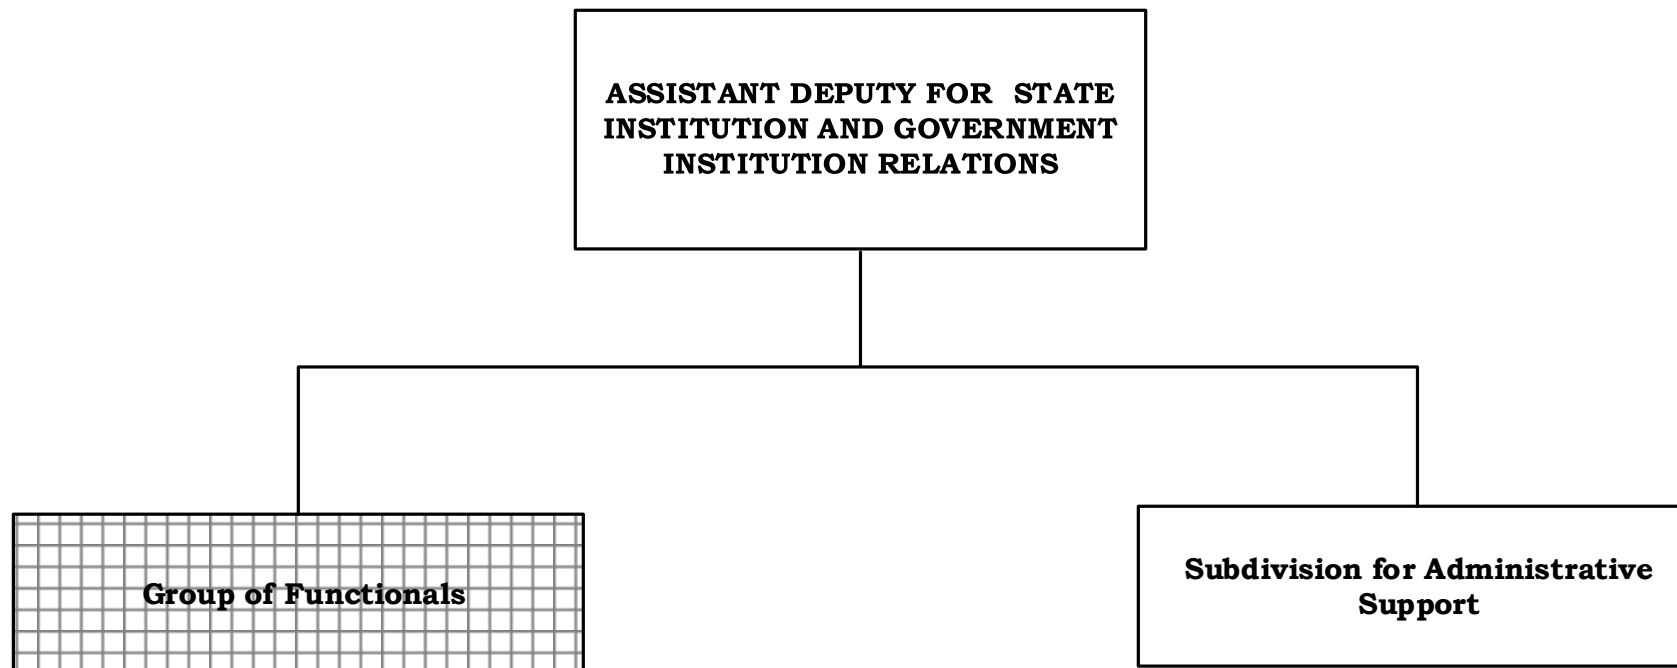 ASSISTANT DEPUTY FOR  STATE
INSTITUTION AND GOVERNMENT
INSTITUTION RELATIONS
Group of Functionals
Subdivision for Administrative
Support